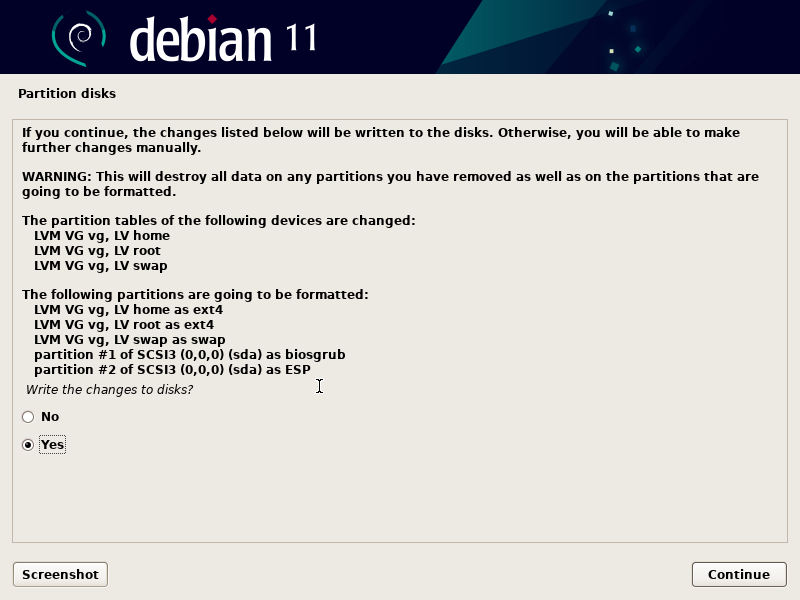 debian 11
Partition disks
If you continue, the changes listed below will be written to the disks. Otherwise, you will be able to make
further changes manually.
WARNING: This will destroy all data on any partitions you have removed as well as on the partitions that are
going to be formatted.
The partition tables of the following devices are changed:
LVM VG vg, LV home
LVM VG vg, LV root
LVM VG vg, LV swap
The following partitions are going to be formatted:
LVM VG vg, LV home as ext4
LVM VG vg, LV root as ext4
LVM VG vg, LV swap as swap
partition #1 of SCSI3 (0,0,0) (sda) as biosgrub
partition #2 of SCSI3 (0,0,0) (sda) as ESP
Write the changes to disks?
No
Yes
Screenshot
Continue